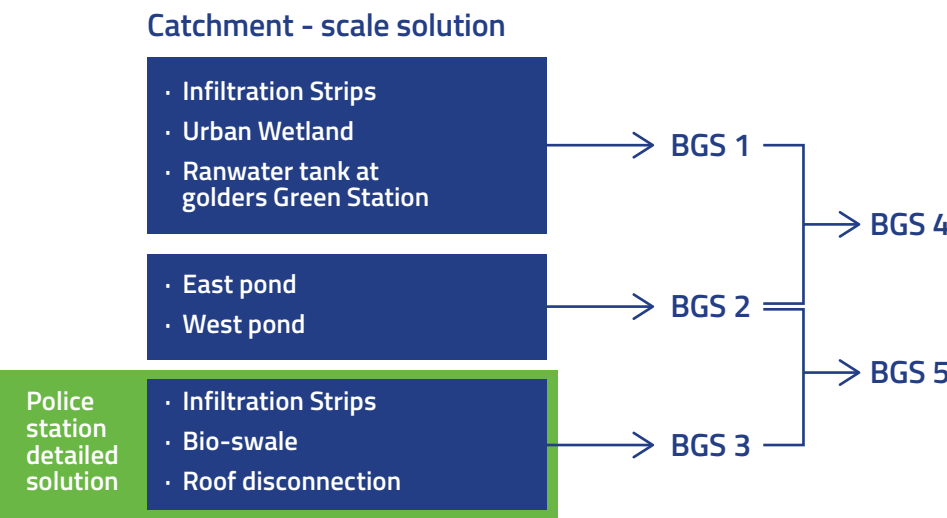 Catchment - scale solution
· Infiltration Strips
· Urban Wetland
· Ranwater tank at
golders Green Station
BGS 1
BGS 4
· East pond
· West pond
BGS 2
BGS 5
Police
station
detailed
solution
· Infiltration Strips
· Bio-swale
· Roof disconnection
BGS 3